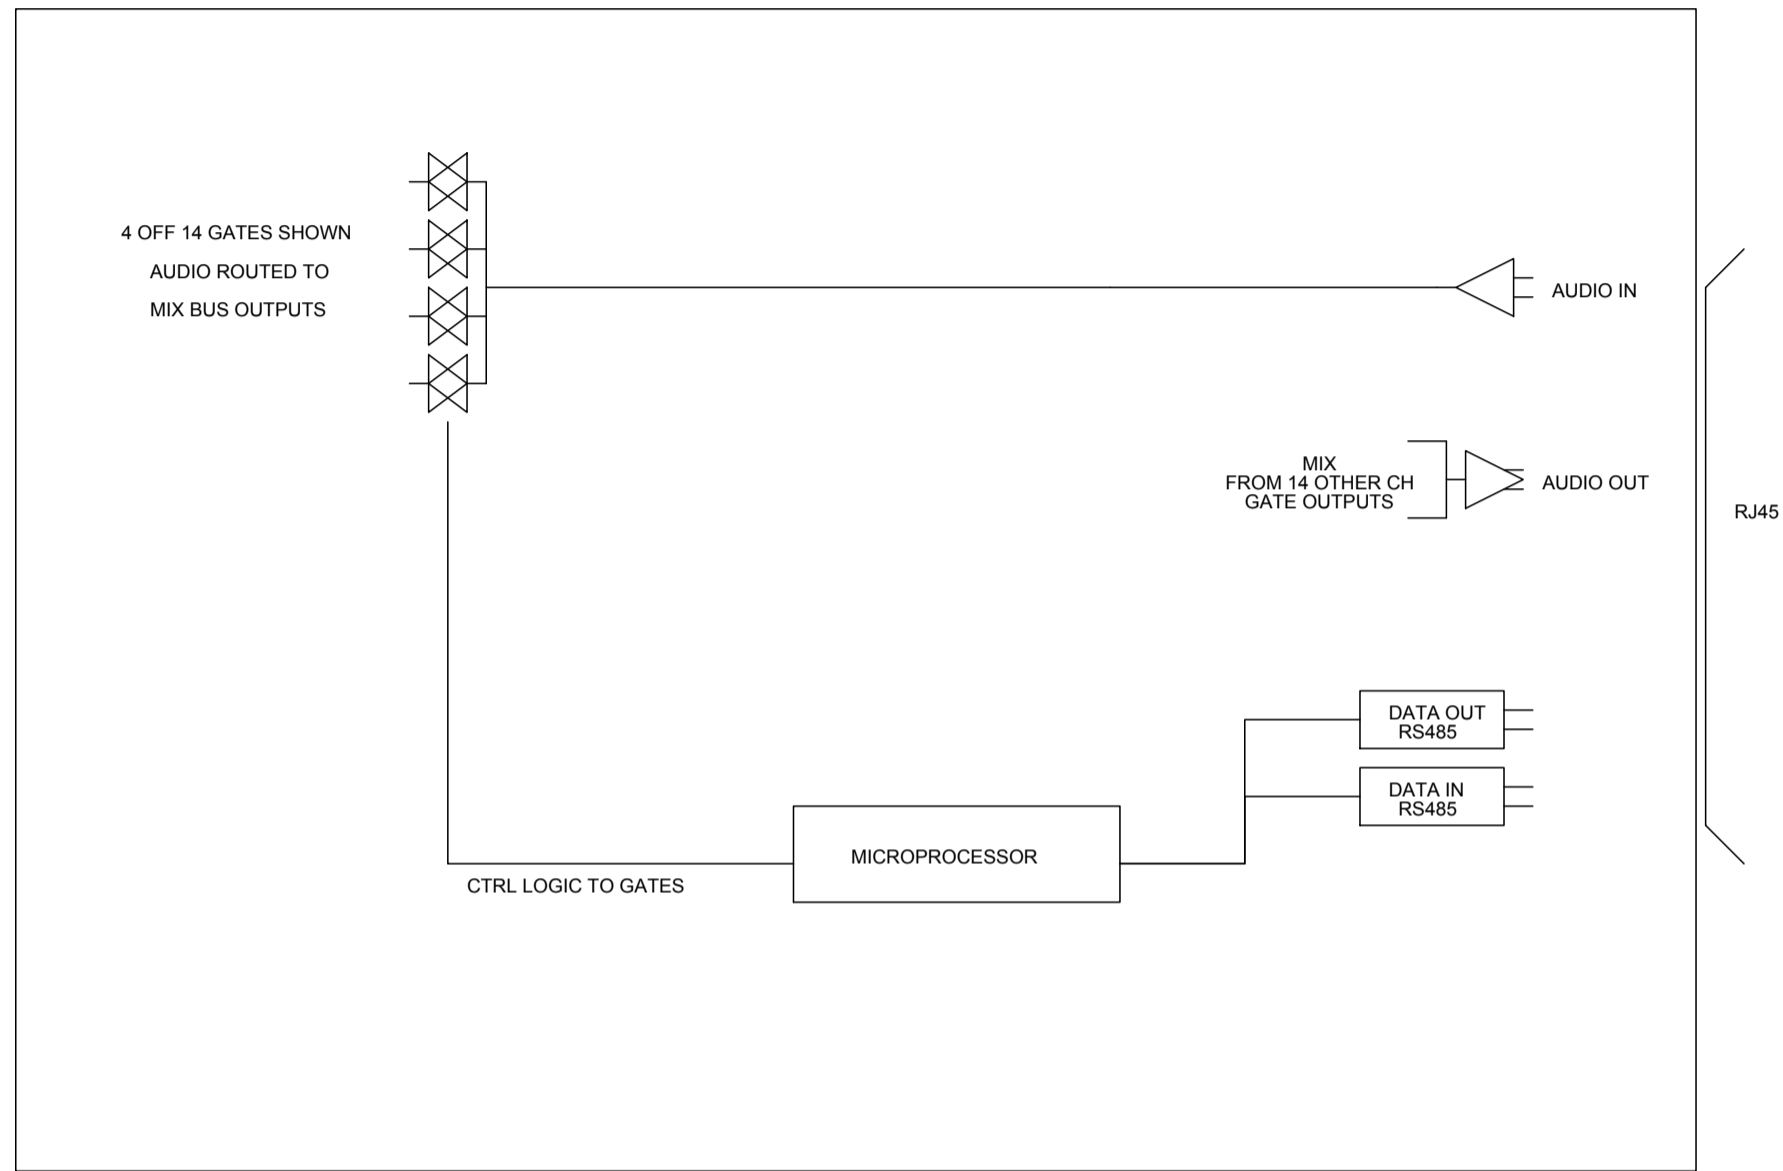 4 OFF 14 GATES SHOWN
AUDIO ROUTED TO
MIX BUS OUTPUTS
AUDIO IN
MIX
FROM 14 OTHER CH
GATE OUTPUTS
AUDIO OUT
RJ45
DATA OUT
RS485
DATA IN
RS485
MICROPROCESSOR
CTRL LOGIC TO GATES